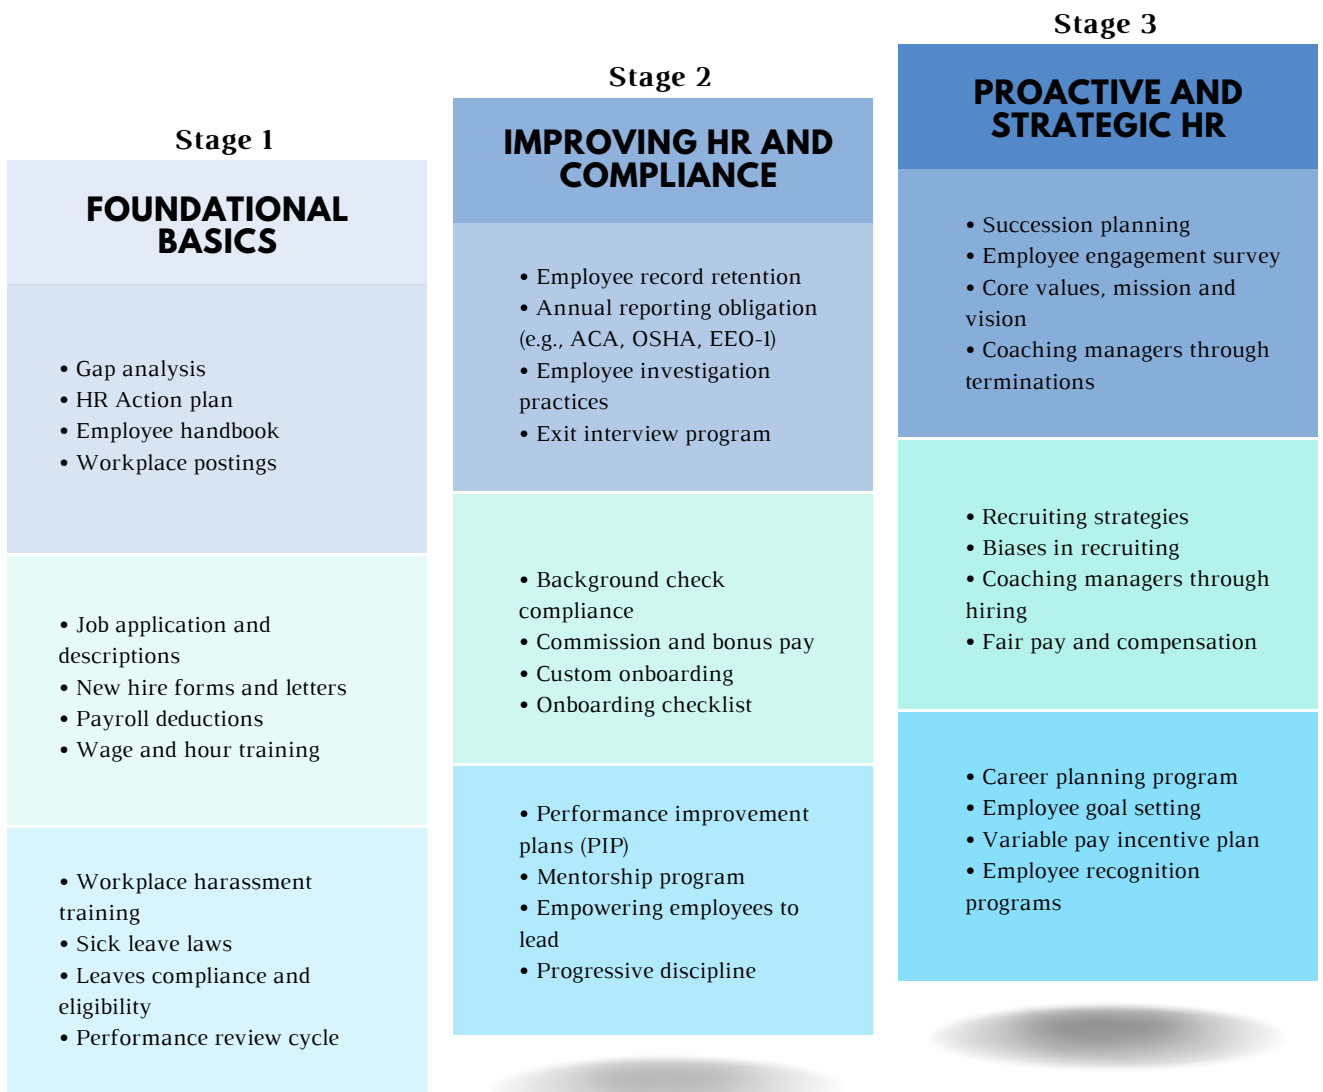 Stage 1
FOUNDATIONAL
BASICS
• Gap analysis
• HR Action plan
• Employee handbook
• Workplace postings
• Job application and
descriptions
• New hire forms and letters
• Payroll deductions
• Wage and hour training
• Workplace harassment
training
• Sick leave laws
• Leaves compliance and
eligibility
• Performance review cycle
Stage 2
IMPROVING HR AND
COMPLIANCE
• Employee record retention
• Annual reporting obligation
(e.g., ACA, OSHA, EEO-1)
• Employee investigation
practices
• Exit interview program
• Background check
compliance
• Commission and bonus pay
• Custom onboarding
• Onboarding checklist
• Performance improvement
plans (PIP)
• Mentorship program
• Empowering employees to
lead
• Progressive discipline
Stage 3
PROACTIVE AND
STRATEGIC HR
• Succession planning
• Employee engagement survey
• Core values, mission and
vision
• Coaching managers through
terminations
• Recruiting strategies
• Biases in recruiting
• Coaching managers through
hiring
• Fair pay and compensation
• Career planning program
• Employee goal setting
• Variable pay incentive plan
• Employee recognition
programs